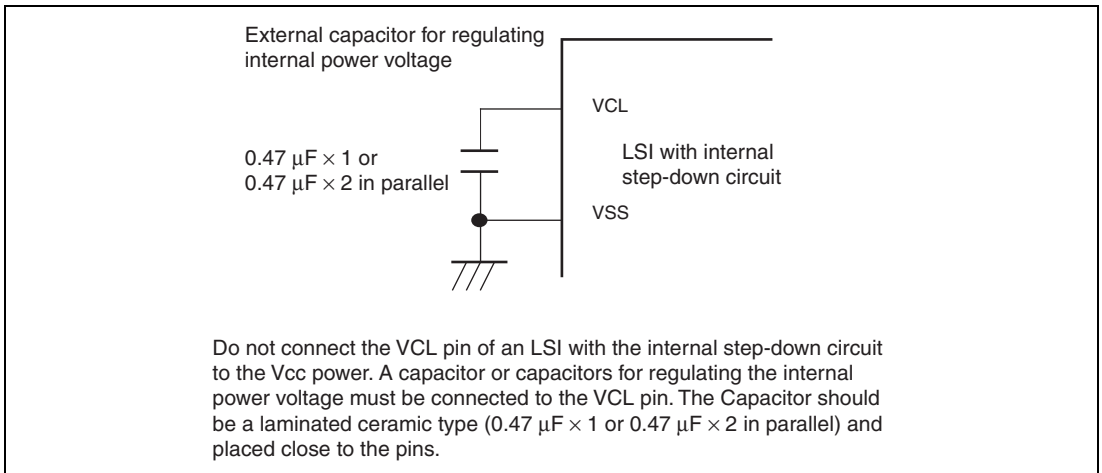 External capacitor for regulating
internal power voltage
VCL
0.47 μF × 1 or
0.47 μF × 2 in parallel
LSI with internal
step-down circuit
VSS
Do not connect the VCL pin of an LSI with the internal step-down circuit
to the Vcc power. A capacitor or capacitors for regulating the internal
power voltage must be connected to the VCL pin. The Capacitor should
be a laminated ceramic type (0.47 μF × 1 or 0.47 μF × 2 in parallel) and
placed close to the pins.